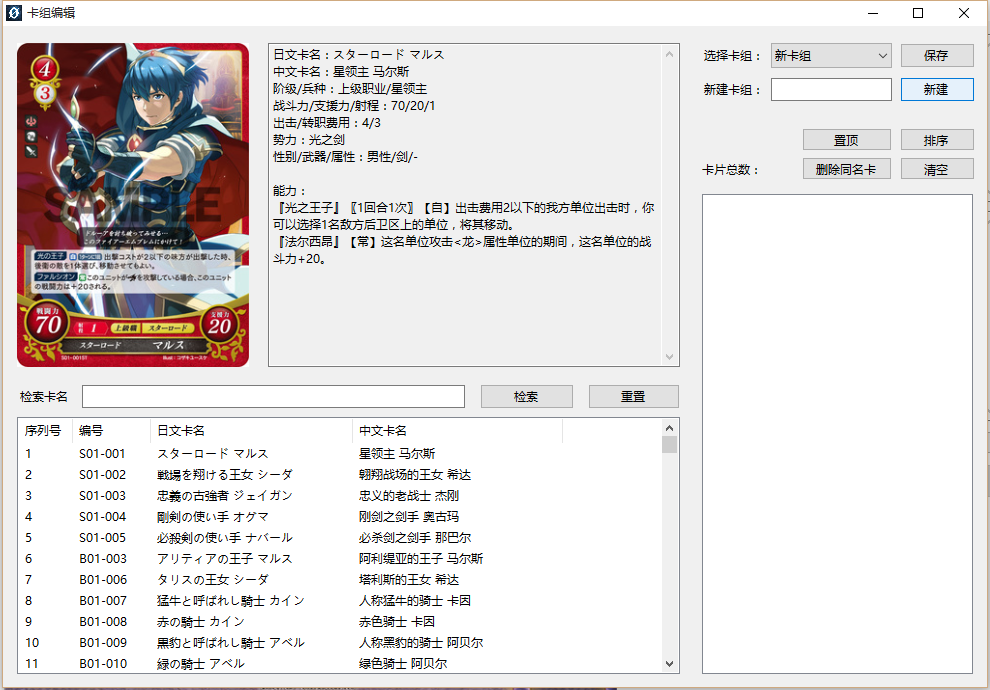 卡组编辑
4
3
SAMPLE
ドルーアを討ち破ってみせる…
このファイアーエムブレムにかけて!
光の王子 自 1ターンに1回 出撃コストが2以下の味方が出撃した時、
後衛の敵を1体選び、移動させてもよい。
ファルシオン 常 このユニットが を攻撃している場合、このユニット
の戦闘力は+20される。
戦闘力
70
射程 1 上級職 スターロード
支援力
20
スターロード マルス
S01-001ST
Illust:コザキユースケ
日文卡名:スターロード マルス
中文卡名:星领主 马尔斯
阶级/兵种:上级职业/星领主
战斗力/支援力/射程:70/20/1
出击/转职费用:4/3
势力:光之剑
性别/武器/属性:男性/剑/-
能力:
『光之王子』〖1回合1次〗【自】出击费用2以下的我方单位出击时,你
可以选择1名敌方后卫区上的单位,将其移动。
『法尔西昂』【常】这名单位攻击<龙>属性单位的期间,这名单位的战
斗力+20。
选择卡组: 新卡组 保存
新建卡组: 新建
置顶 排序
卡片总数: 删除同名卡 清空
检索卡名 检索 重置
序列号 编号 日文卡名 中文卡名
1 S01-001 スターロード マルス 星领主 马尔斯
2 S01-002 戦場を翔ける王女 シーダ 翱翔战场的王女 希达
3 S01-003 忠義の古強者 ジェイガン 忠义的老战士 杰刚
4 S01-004 剛剣の使い手 オグマ 刚剑之剑手 奥古玛
5 S01-005 必殺剣の使い手 ナバール 必杀剑之剑手 那巴尔
6 B01-003 アリティアの王子 マルス 阿利缇亚的王子 马尔斯
7 B01-006 タリスの王女 シーダ 塔利斯的王女 希达
8 B01-007 猛牛と呼ばれし騎士 カイン 人称猛牛的骑士 卡因
9 B01-008 赤の騎士 カイン 赤色骑士 卡因
10 B01-009 黒豹と呼ばれし騎士 アベル 人称黑豹的骑士 阿贝尔
11 B01-010 緑の騎士 アベル 绿色骑士 阿贝尔